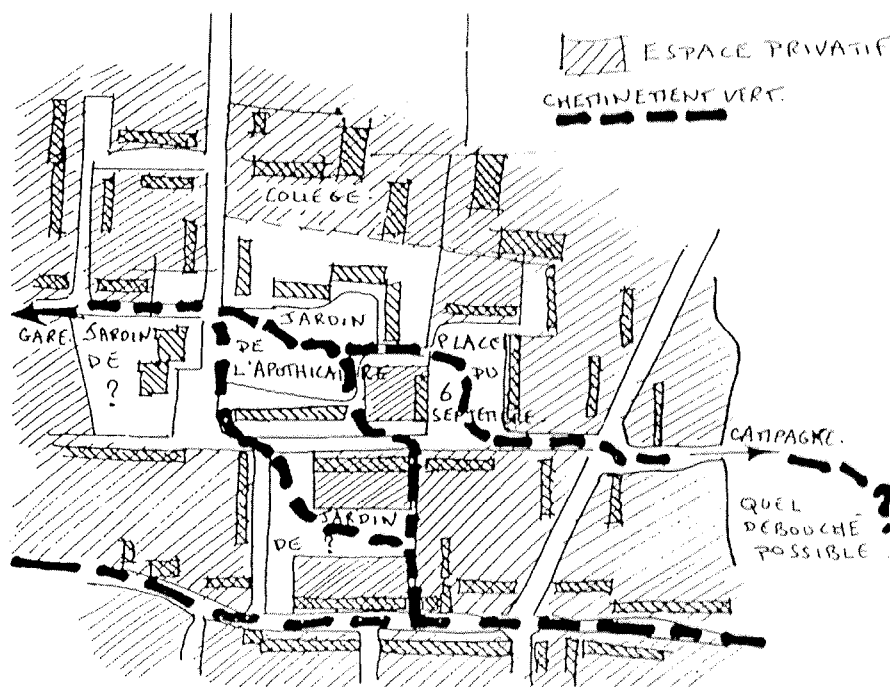 ESPACE PRIVATIF
CHEMINEMENT VERT.
COLLÈGE.
GARE.
JARDIN
DE
?
JARDIN
DE
L'APOTHICAIRE
PLACE
DU
6
SEPTEMBRE
CAMPAGNE.
QUEL
DÉBOUCHÉ
POSSIBLE
JARDIN
DE ?